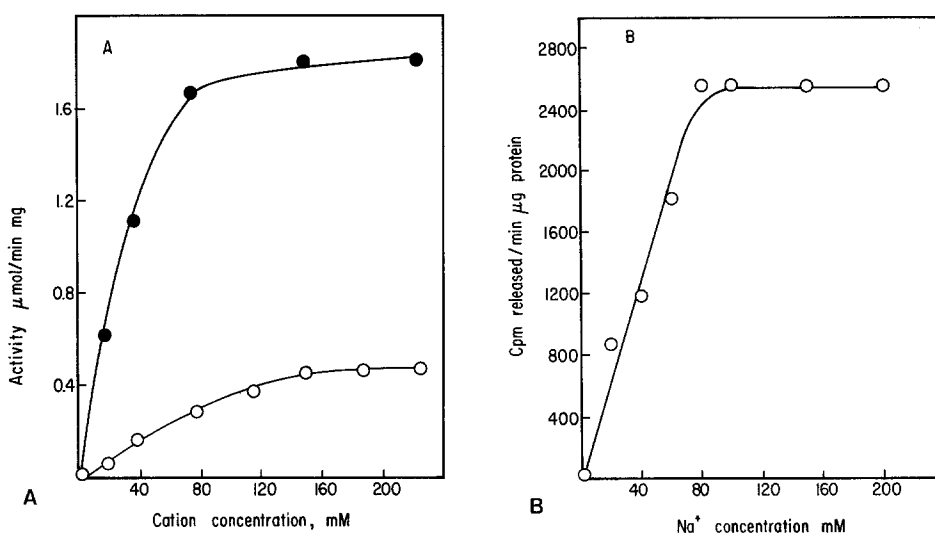 A
1.6
1.2
0.8
0.4
Activity μmol/min mg
40 80 120 160 200
Cation concentration, mM
A
B
2800
2400
2000
1600
1200
800
400
Cpm released/min μg protein
40 80 120 160 200
Na⁺ concentration mM
B